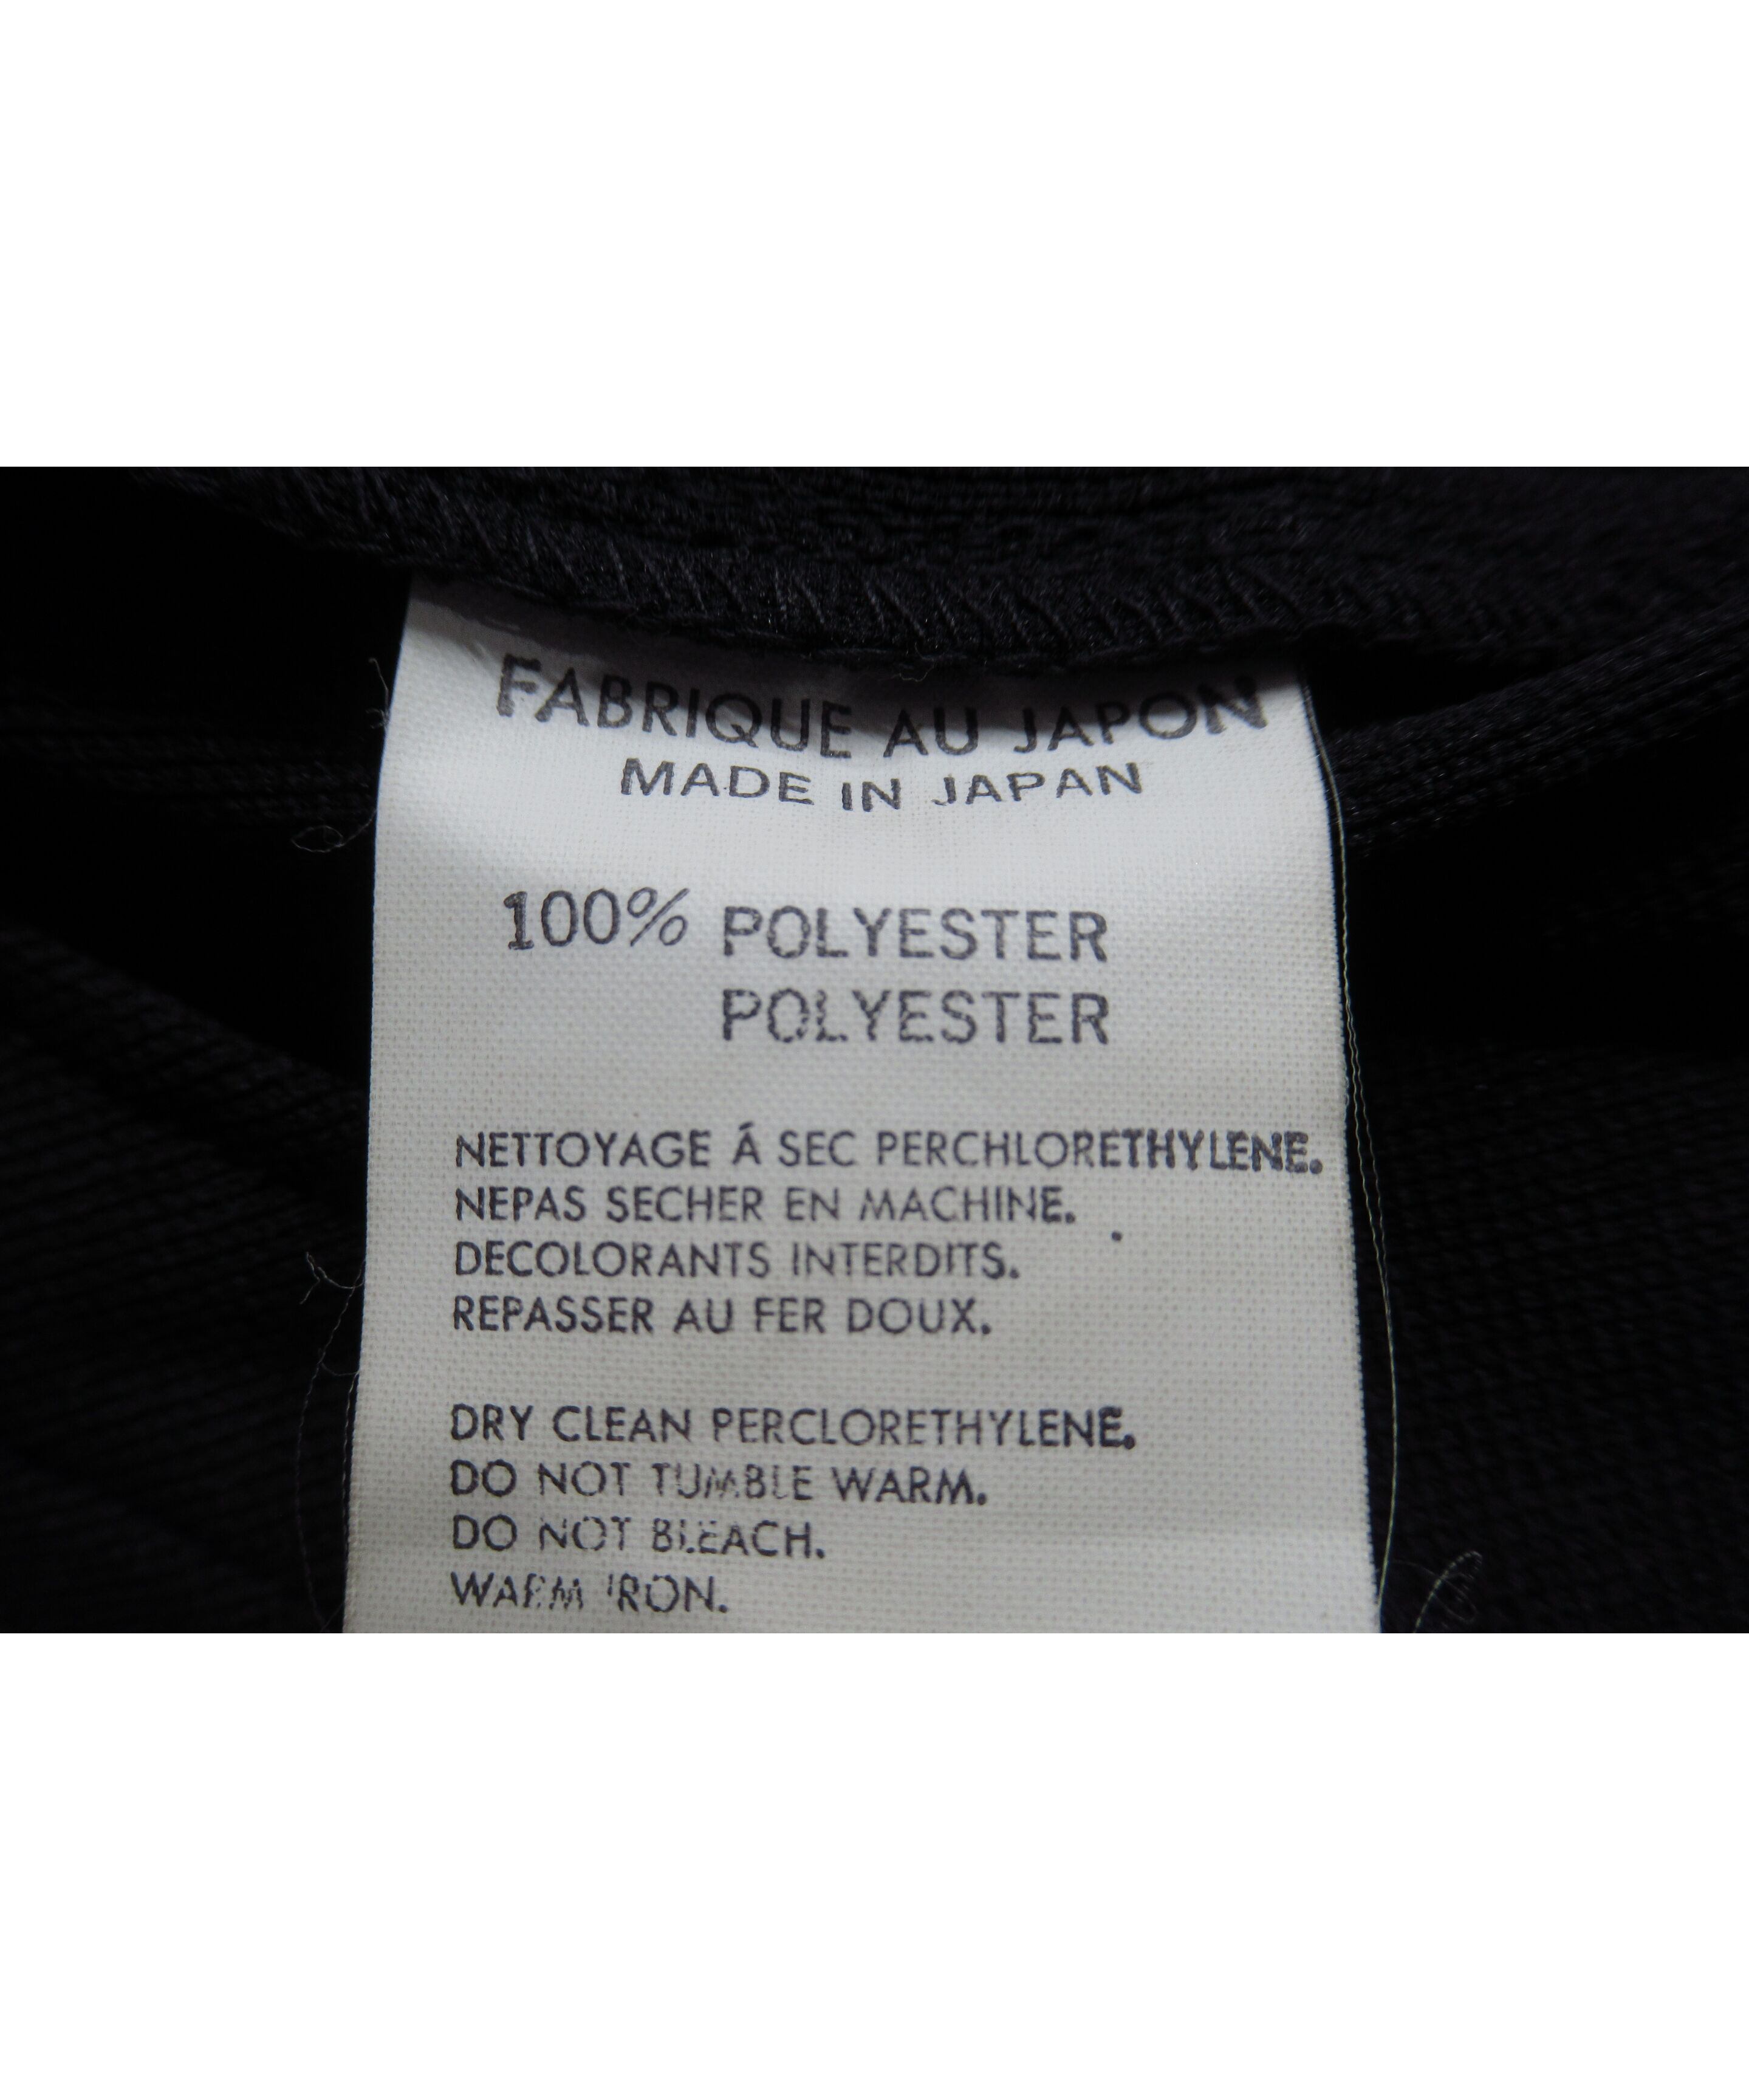 FABRIQUE AU JAPON
MADE IN JAPAN
100% POLYESTER
POLYESTER
NETTOYAGE Á SEC PERCHLORETHYLENE.
NEPAS SECHER EN MACHINE.
DECOLORANTS INTERDITS.
REPASSER AU FER DOUX.
DRY CLEAN PERCLORETHYLENE.
DO NOT TUMBLE WARM.
DO NOT BLEACH.
WARM IRON.